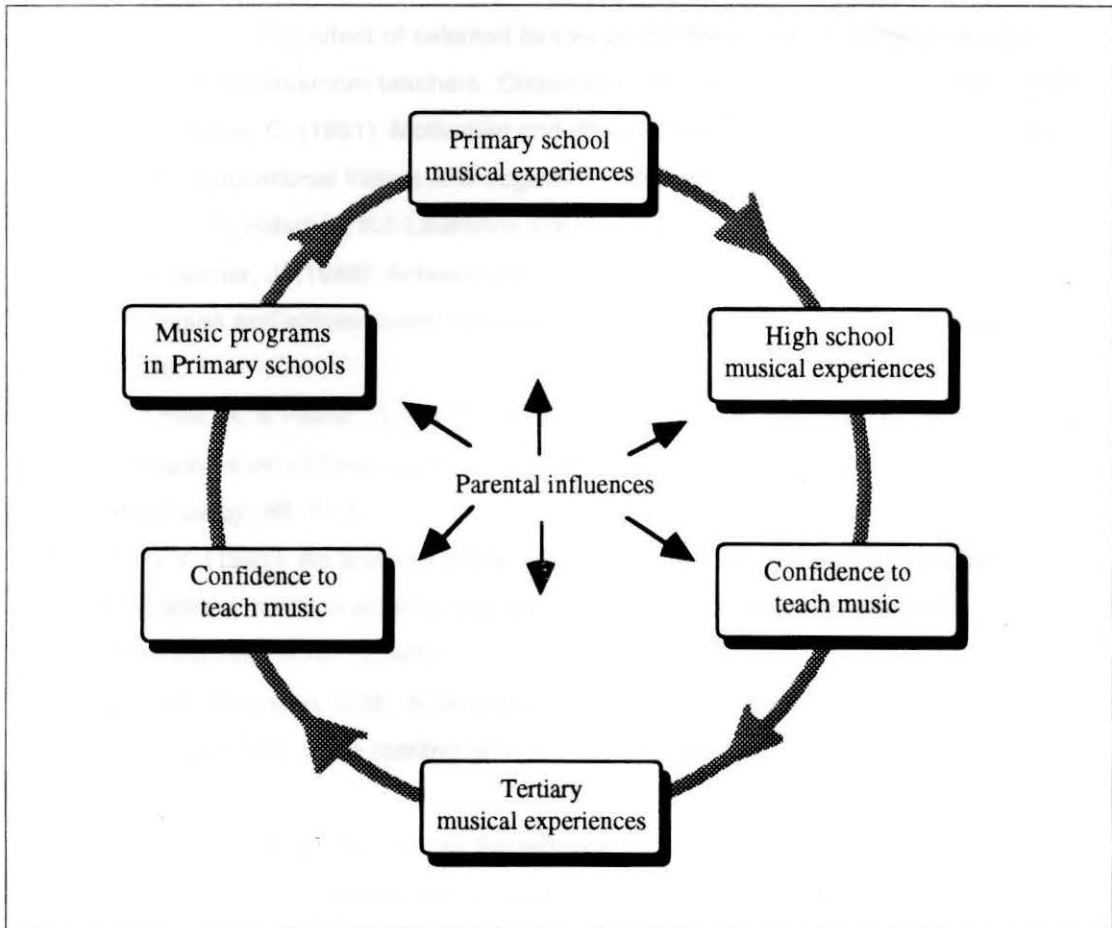 Primary school
musical experiences
Music programs
in Primary schools
High school
musical experiences
Parental influences
Confidence to
teach music
Confidence to
teach music
Tertiary
musical experiences